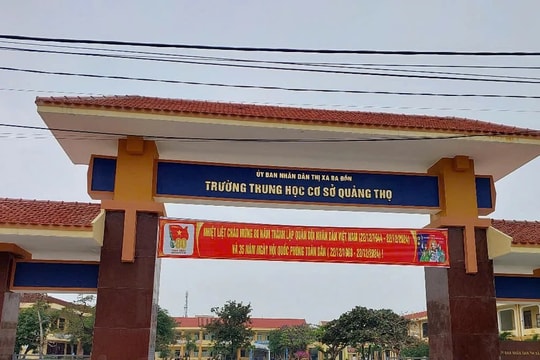 ỦY BAN NHÂN DÂN THỊ XÃ BA ĐỒN
TRƯỜNG TRUNG HỌC CƠ SỞ QUẢNG THỌ
NHIỆT LIỆT CHÀO MỪNG 80 NĂM THÀNH LẬP QUÂN ĐỘI NHÂN DÂN VIỆT NAM (22/12/1944 - 22/12/2024)
VÀ 35 NĂM NGÀY HỘI QUỐC PHÒNG TOÀN DÂN ( 22/12/1989 - 22/12/2024) !